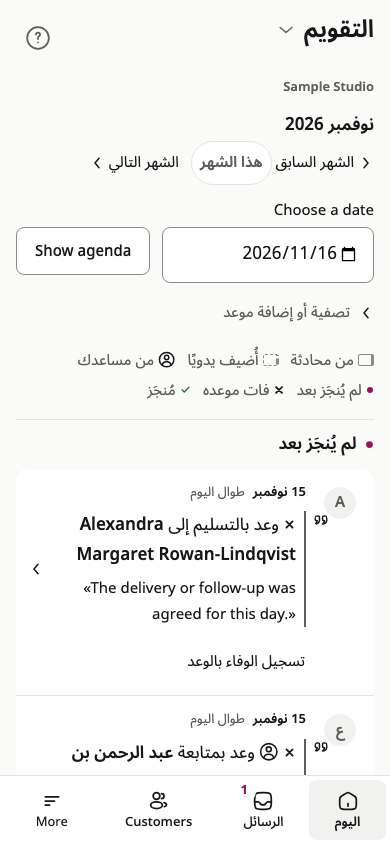 التقويم
Sample Studio
نوفمبر 2026
الشهر السابق هذا الشهر الشهر التالي
Choose a date
2026/11/16 Show agenda
تصفية أو إضافة موعد
من محادثة أُضيف يدويًا من مساعدك
لم يُنجَز بعد فات موعده مُنجَز
لم يُنجَز بعد
A 15 نوفمبر طوال اليوم
وعد بالتسليم إلى Alexandra
Margaret Rowan-Lindqvist
«The delivery or follow-up was
agreed for this day.»
تسجيل الوفاء بالوعد
ع 15 نوفمبر طوال اليوم
وعد بمتابعة عبد الرحمن بن
اليوم الرسائل 1 Customers More